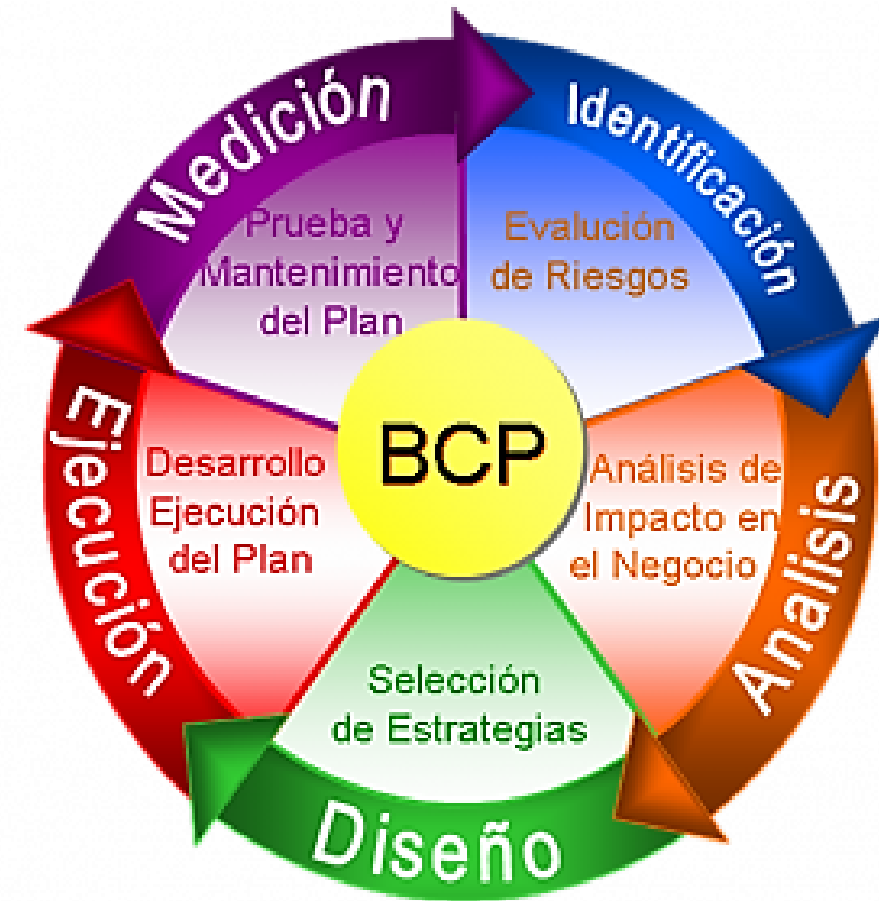 Medición
Identificación
Prueba y
Mantenimiento
del Plan
Evalución
de Riesgos
BCP
Ejecución
Desarrollo
Ejecución
del Plan
Análisis de
Impacto en
el Negocio
Analisis
Selección
de Estrategias
Diseño